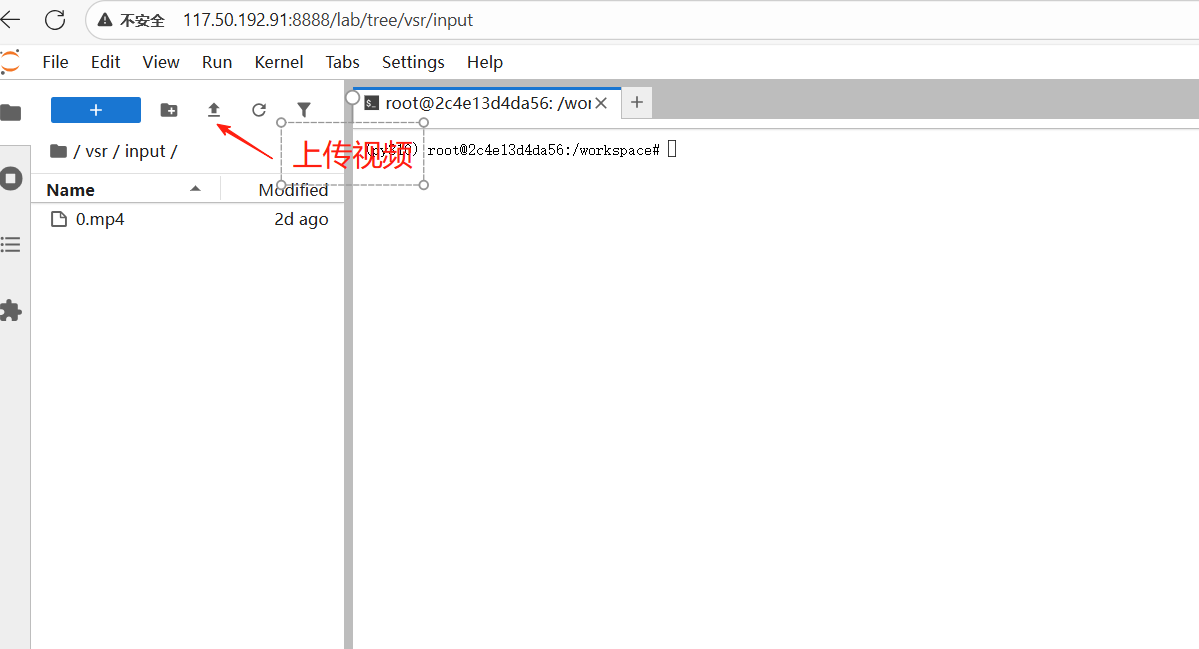 不安全 117.50.192.91:8888/lab/tree/vsr/input
File Edit View Run Kernel Tabs Settings Help
root@2c4e13d4da56: /wor
/ vsr / input /
上传视频
root@2c4e13d4da56:/workspace#
Name Modified
0.mp4 2d ago